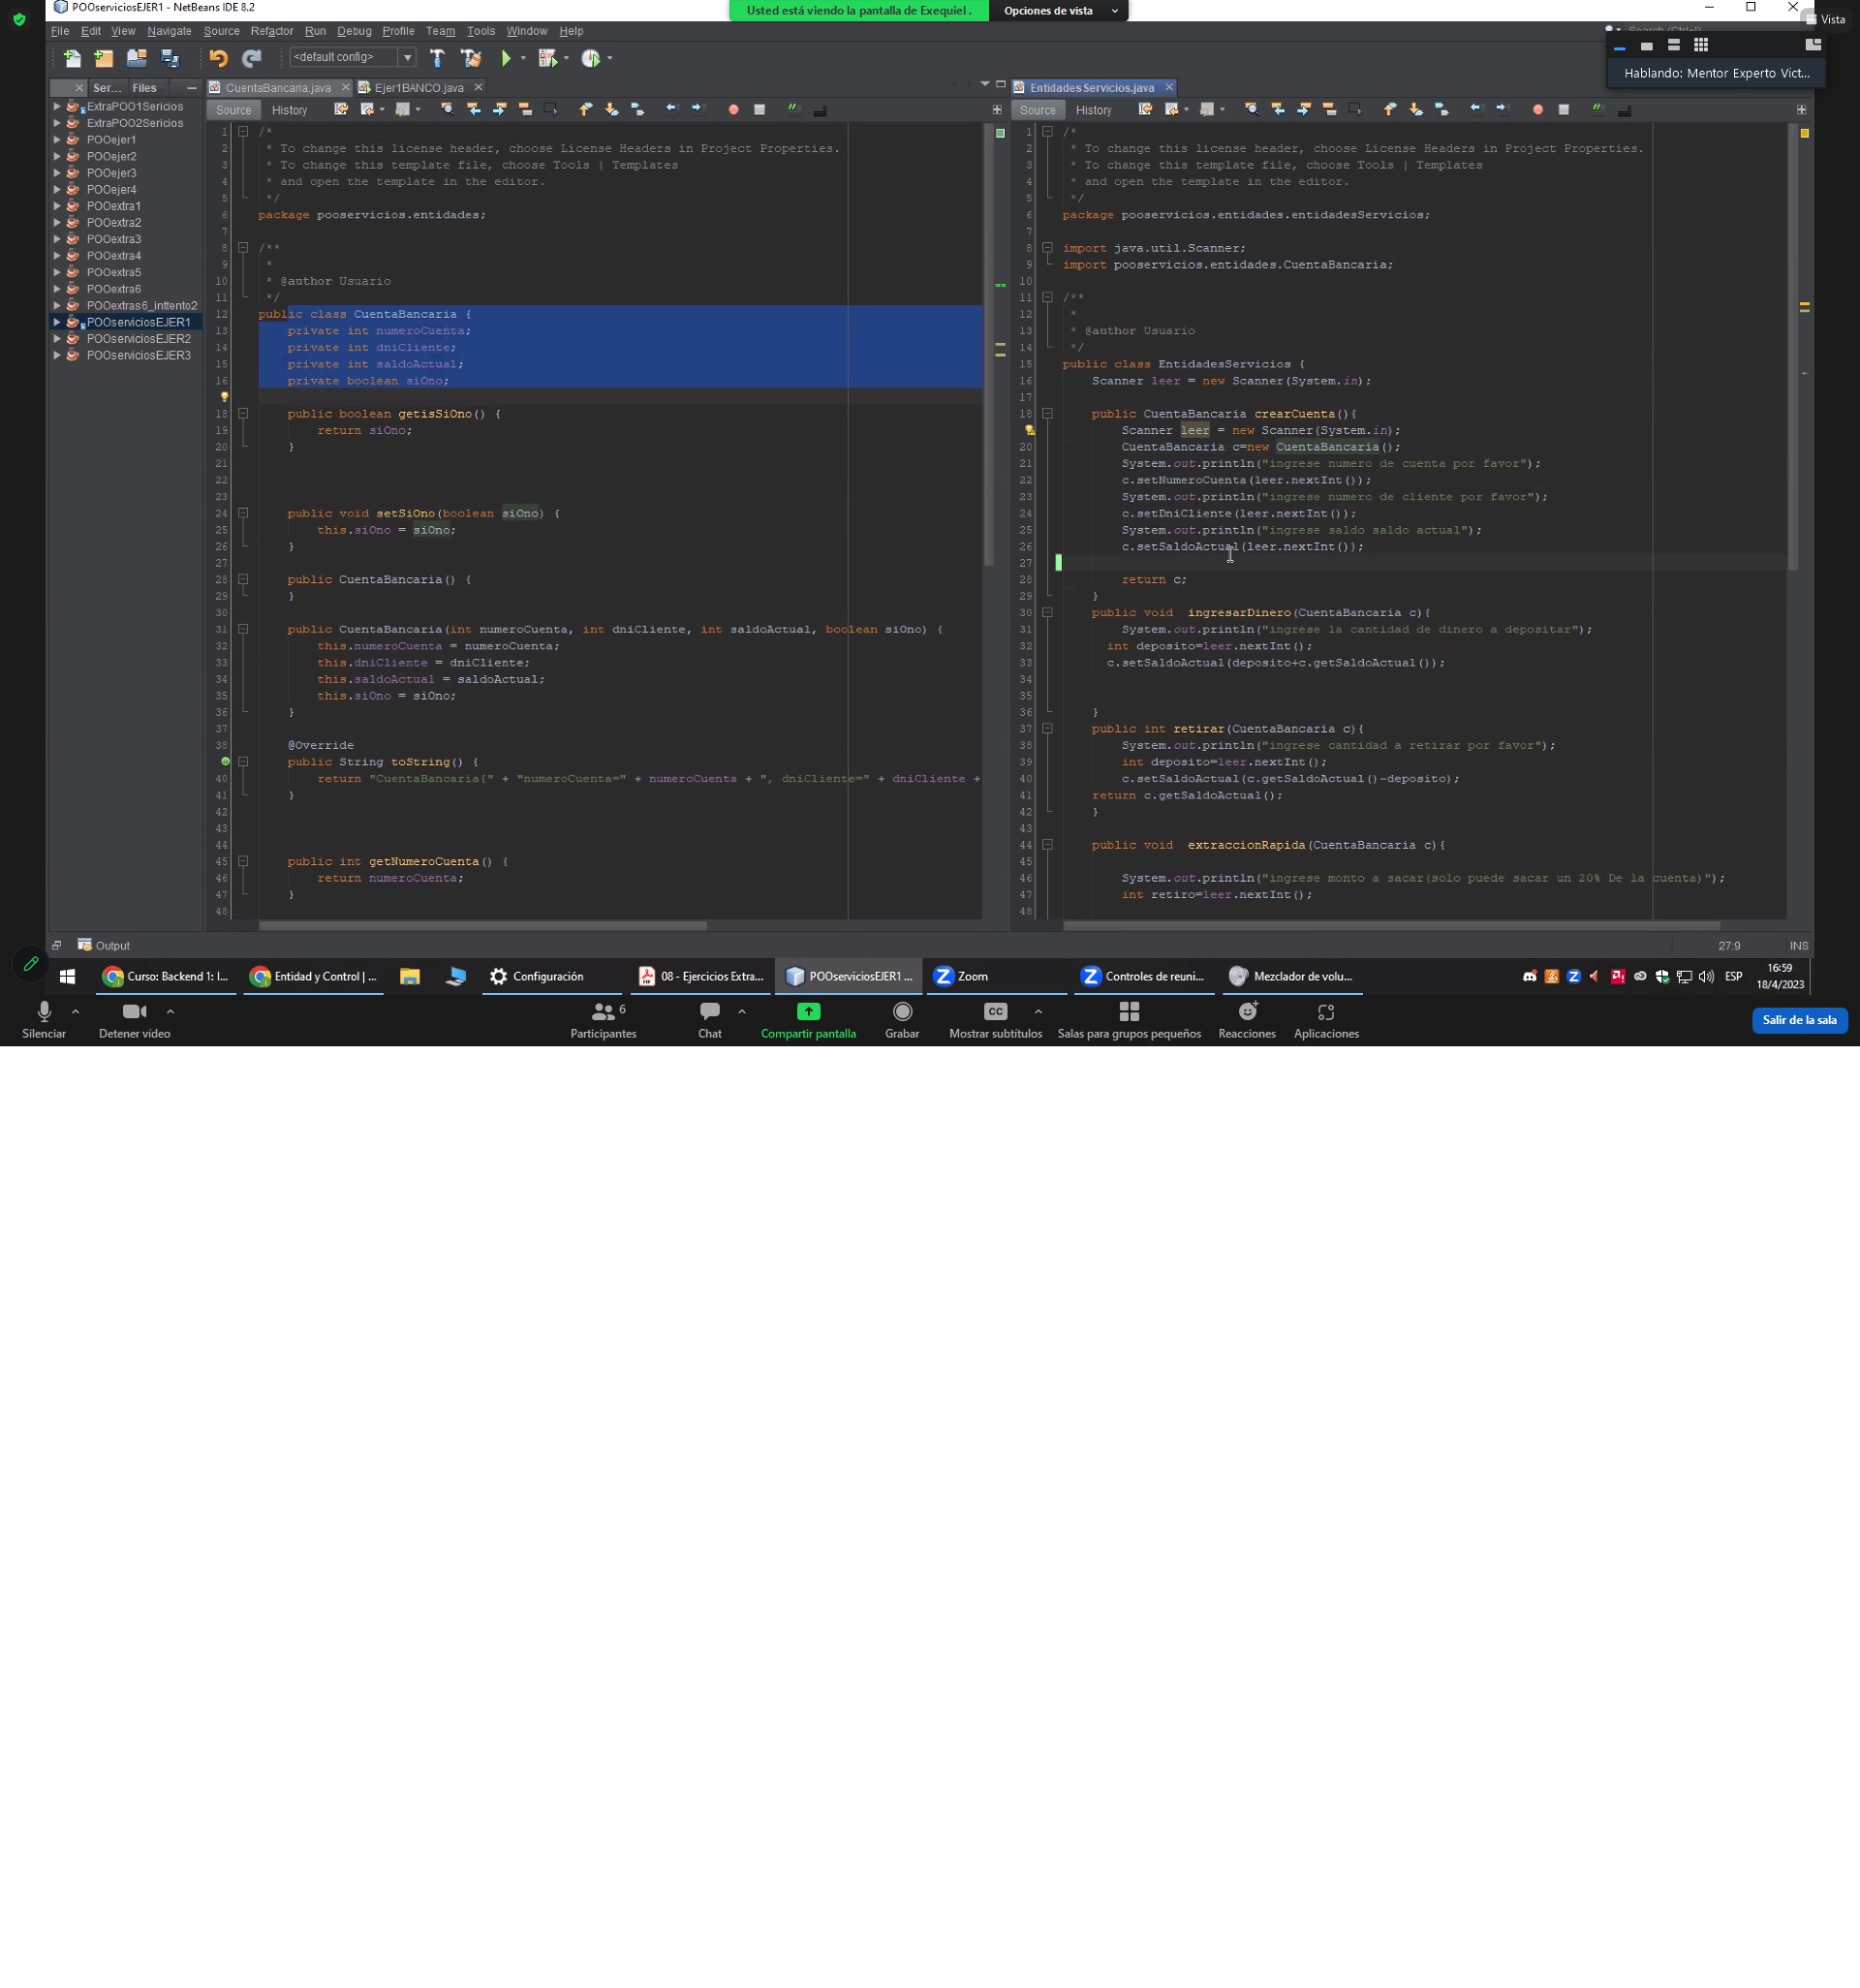 POOserviciosEJER1 - NetBeans IDE 8.2
Usted está viendo la pantalla de Exequiel .
Opciones de vista
Vista
File Edit View Navigate Source Refactor Run Debug Profile Team Tools Window Help
Search (Ctrl+I)
<default config>
Hablando: Mentor Experto Vict...
Ser... Files
CuentaBancaria.java
Ejer1BANCO.java
EntidadesServicios.java
Source History
Source History
ExtraPOO1Sericios
ExtraPOO2Sericios
POOejer1
POOejer2
POOejer3
POOejer4
POOextra1
POOextra2
POOextra3
POOextra4
POOextra5
POOextra6
POOextras6_inttento2
POOserviciosEJER1
POOserviciosEJER2
POOserviciosEJER3
1 /*
2 * To change this license header, choose License Headers in Project Properties.
3 * To change this template file, choose Tools | Templates
4 * and open the template in the editor.
5 */
6 package pooservicios.entidades;
7
8 /**
9 *
10 * @author Usuario
11 */
12 public class CuentaBancaria {
13 private int numeroCuenta;
14 private int dniCliente;
15 private int saldoActual;
16 private boolean siOno;
18 public boolean getisSiOno() {
19 return siOno;
20 }
21
22
23
24 public void setSiOno(boolean siOno) {
25 this.siOno = siOno;
26 }
27
28 public CuentaBancaria() {
29 }
30
31 public CuentaBancaria(int numeroCuenta, int dniCliente, int saldoActual, boolean siOno) {
32 this.numeroCuenta = numeroCuenta;
33 this.dniCliente = dniCliente;
34 this.saldoActual = saldoActual;
35 this.siOno = siOno;
36 }
37
38 @Override
public String toString() {
40 return "CuentaBancaria{" + "numeroCuenta=" + numeroCuenta + ", dniCliente=" + dniCliente +
41 }
42
43
44
45 public int getNumeroCuenta() {
46 return numeroCuenta;
47 }
48
1 /*
2 * To change this license header, choose License Headers in Project Properties.
3 * To change this template file, choose Tools | Templates
4 * and open the template in the editor.
5 */
6 package pooservicios.entidades.entidadesServicios;
7
8 import java.util.Scanner;
9 import pooservicios.entidades.CuentaBancaria;
10
11 /**
12 *
13 * @author Usuario
14 */
15 public class EntidadesServicios {
16 Scanner leer = new Scanner(System.in);
17
18 public CuentaBancaria crearCuenta(){
Scanner leer = new Scanner(System.in);
20 CuentaBancaria c=new CuentaBancaria();
21 System.out.println("ingrese numero de cuenta por favor");
22 c.setNumeroCuenta(leer.nextInt());
23 System.out.println("ingrese numero de cliente por favor");
24 c.setDniCliente(leer.nextInt());
25 System.out.println("ingrese saldo saldo actual");
26 c.setSaldoActual(leer.nextInt());
27
28 return c;
29 }
30 public void ingresarDinero(CuentaBancaria c){
31 System.out.println("ingrese la cantidad de dinero a depositar");
32 int deposito=leer.nextInt();
33 c.setSaldoActual(deposito+c.getSaldoActual());
34
35
36 }
37 public int retirar(CuentaBancaria c){
38 System.out.println("ingrese cantidad a retirar por favor");
39 int deposito=leer.nextInt();
40 c.setSaldoActual(c.getSaldoActual()-deposito);
41 return c.getSaldoActual();
42 }
43
44 public void extraccionRapida(CuentaBancaria c){
45
46 System.out.println("ingrese monto a sacar(solo puede sacar un 20% De la cuenta)");
47 int retiro=leer.nextInt();
48
Output
27:9 INS
Curso: Backend 1: I...
Entidad y Control | ...
Configuración
08 - Ejercicios Extra...
POOserviciosEJER1 ...
Zoom
Controles de reuni...
Mezclador de volu...
ESP
16:59
18/4/2023
Silenciar
Detener vídeo
6
Participantes
Chat
Compartir pantalla
Grabar
CC
Mostrar subtítulos
Salas para grupos pequeños
Reacciones
Aplicaciones
Salir de la sala